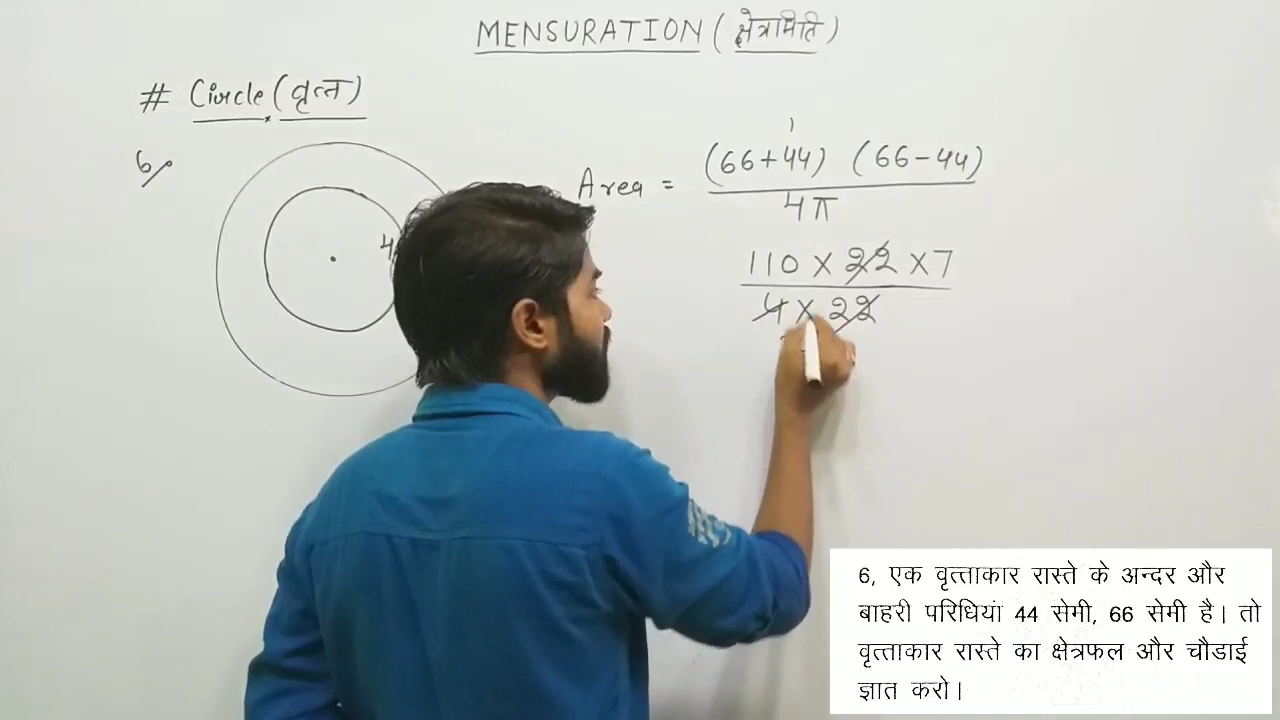 MENSURATION (क्षेत्रामिति)
# Circle (वृत्त)
6,
4
Area = (66+44) (66-44)
4π
110 X 22 X 7
4 X 22
6, एक वृत्ताकार रास्ते के अन्दर और
बाहरी परिधियां 44 सेमी, 66 सेमी है। तो
वृत्ताकार रास्ते का क्षेत्रफल और चौडाई
ज्ञात करो।